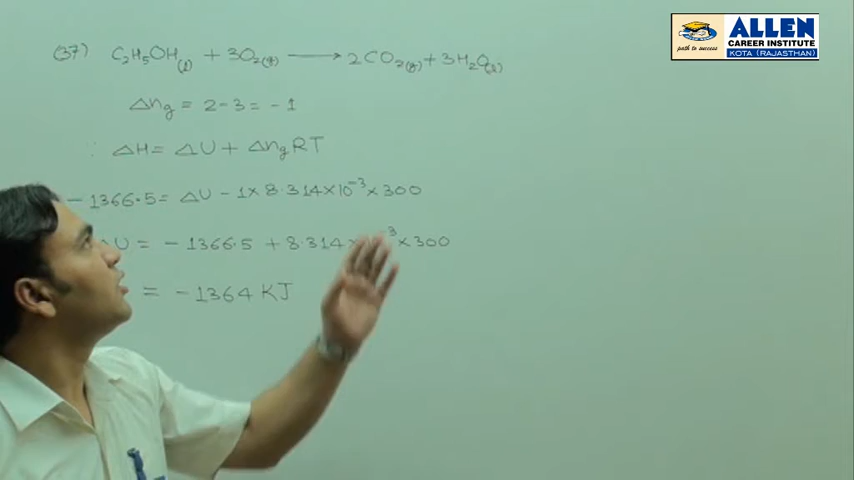 (37) C₂H₅OH(l) + 3O₂(g) ⟶ 2CO₂(g) + 3H₂O(l)
Δng = 2-3 = -1
∵ ΔH = ΔU + ΔngRT
-1366.5 = ΔU - 1×8.314×10⁻³×300
U = -1366.5 + 8.314× ³×300
= -1364 KJ
path to success
ALLEN
CAREER INSTITUTE
KOTA (RAJASTHAN)